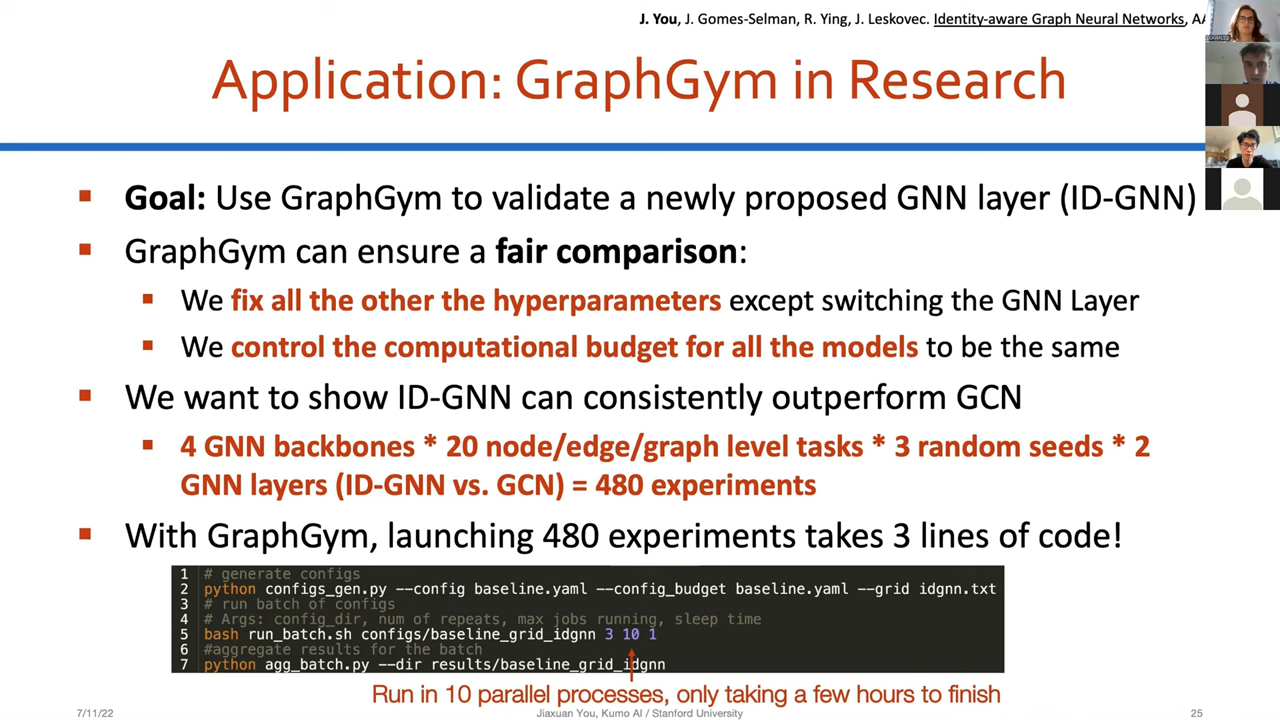 J. You, J. Gomes-Selman, R. Ying, J. Leskovec. Identity-aware Graph Neural Networks, AA
Application: GraphGym in Research
Goal: Use GraphGym to validate a newly proposed GNN layer (ID-GNN)
GraphGym can ensure a fair comparison:
We fix all the other the hyperparameters except switching the GNN Layer
We control the computational budget for all the models to be the same
We want to show ID-GNN can consistently outperform GCN
4 GNN backbones * 20 node/edge/graph level tasks * 3 random seeds * 2
GNN layers (ID-GNN vs. GCN) = 480 experiments
With GraphGym, launching 480 experiments takes 3 lines of code!
1 # generate configs
2 python configs_gen.py --config baseline.yaml --config_budget baseline.yaml --grid idgnn.txt
3 # run batch of configs
4 # Args: config_dir, num of repeats, max jobs running, sleep time
5 bash run_batch.sh configs/baseline_grid_idgnn 3 10 1
6 #aggregate results for the batch
7 python agg_batch.py --dir results/baseline_grid_idgnn
Run in 10 parallel processes, only taking a few hours to finish
7/11/22 Jiaxuan You, Kumo AI / Stanford University 25